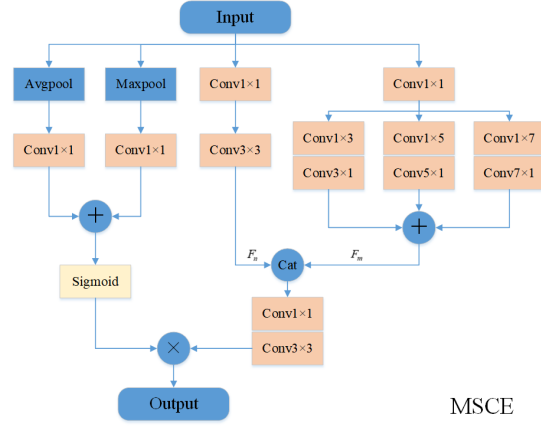 Input
Avgpool
Maxpool
Conv1×1
Conv1×1
Conv1×1
Conv1×1
Conv3×3
Conv1×3
Conv3×1
Conv1×5
Conv5×1
Conv1×7
Conv7×1
+
+
Fn
Cat
Fm
Sigmoid
Conv1×1
Conv3×3
×
Output
MSCE